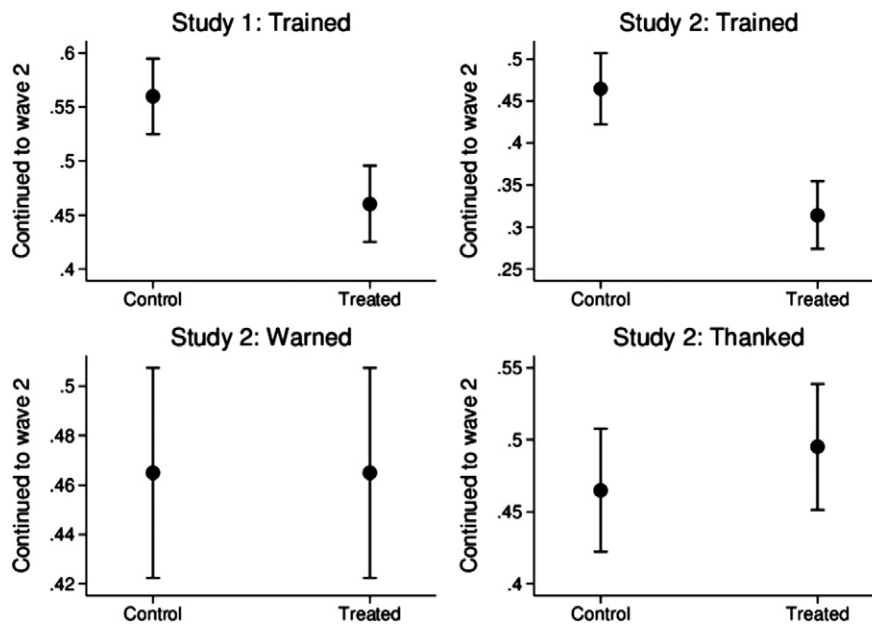 Study 1: Trained
Continued to wave 2
.6
.55
.5
.45
.4
Control
Treated
Study 2: Trained
Continued to wave 2
.5
.45
.4
.35
.3
.25
Control
Treated
Study 2: Warned
Continued to wave 2
.5
.48
.46
.44
.42
Control
Treated
Study 2: Thanked
Continued to wave 2
.55
.5
.45
.4
Control
Treated